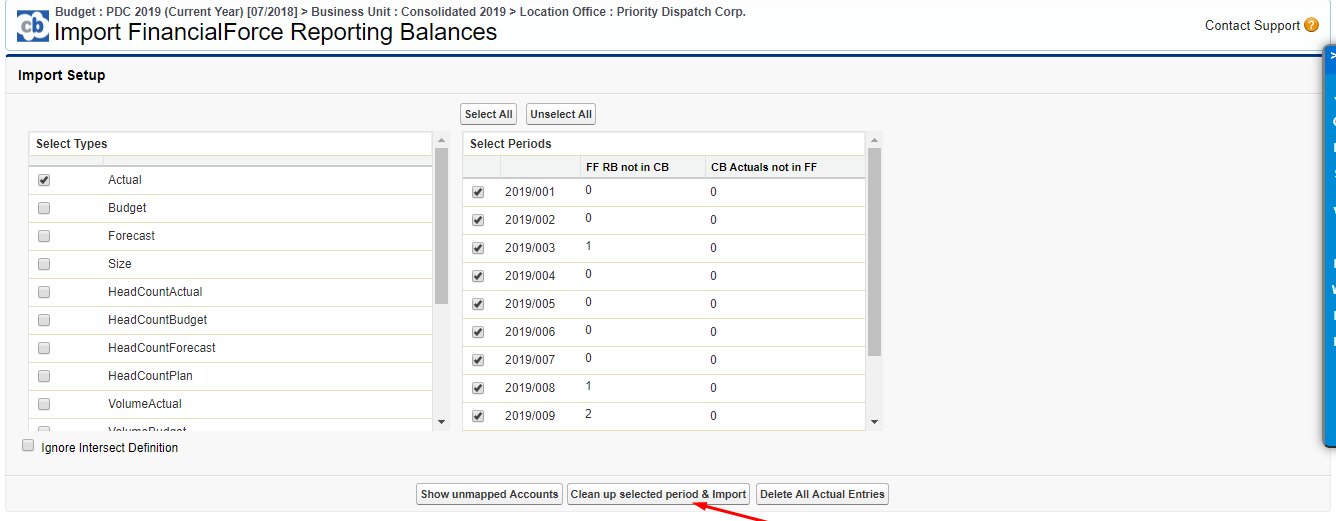 Budget : PDC 2019 (Current Year) [07/2018] > Business Unit : Consolidated 2019 > Location Office : Priority Dispatch Corp.
cb Import FinancialForce Reporting Balances
Contact Support ?
Import Setup
Select All Unselect All
Select Types
Actual
Budget
Forecast
Size
HeadCountActual
HeadCountBudget
HeadCountForecast
HeadCountPlan
VolumeActual
VolumeBudget
Select Periods
FF RB not in CB CB Actuals not in FF
2019/001 0 0
2019/002 0 0
2019/003 1 0
2019/004 0 0
2019/005 0 0
2019/006 0 0
2019/007 0 0
2019/008 1 0
2019/009 2 0
Ignore Intersect Definition
Show unmapped Accounts Clean up selected period & Import Delete All Actual Entries